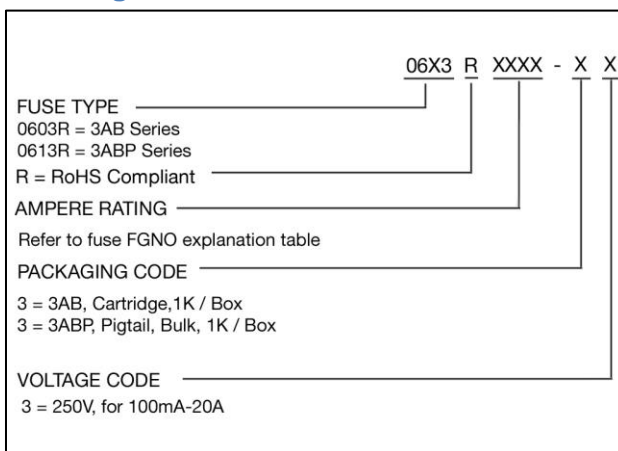 06X3 R XXXX - X X
FUSE TYPE
0603R = 3AB Series
0613R = 3ABP Series
R = RoHS Compliant
AMPERE RATING
Refer to fuse FGNO explanation table
PACKAGING CODE
3 = 3AB, Cartridge,1K / Box
3 = 3ABP, Pigtail, Bulk, 1K / Box
VOLTAGE CODE
3 = 250V, for 100mA-20A